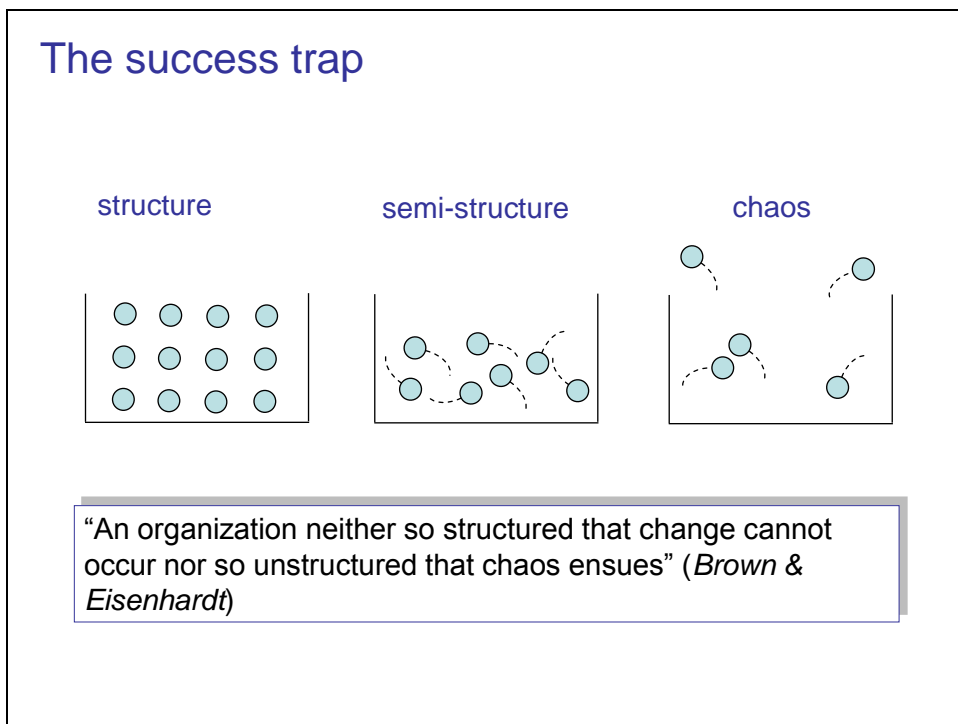 The success trap
structure
semi-structure
chaos
“An organization neither so structured that change cannot
occur nor so unstructured that chaos ensues” (Brown &
Eisenhardt)